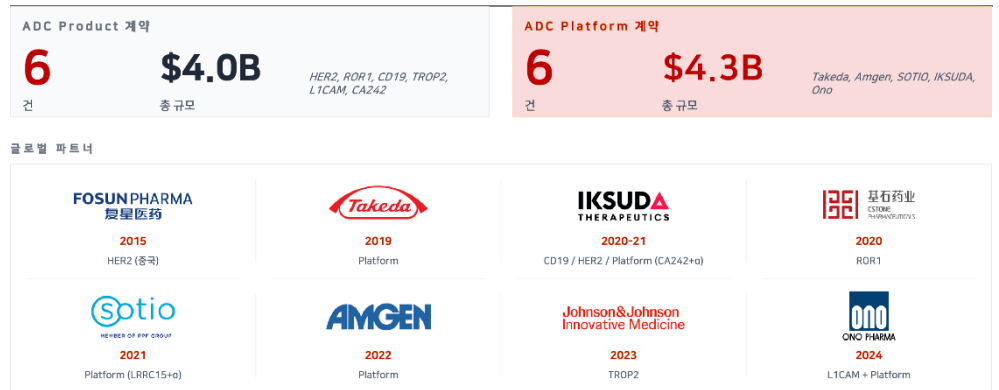 ADC Product 계약
6
건
$4.0B
총 규모
HER2, ROR1, CD19, TROP2,
L1CAM, CA242
ADC Platform 계약
6
건
$4.3B
총 규모
Takeda, Amgen, SOTIO, IKSUDA,
Ono
글로벌 파트너
FOSUN PHARMA
复星医药
2015
HER2 (중국)
Takeda
2019
Platform
IKSUDA
THERAPEUTICS
2020-21
CD19 / HER2 / Platform (CA242+α)
基石药业
CSTONE
PHARMACEUTICALS
2020
ROR1
sotio
MEMBER OF PPF GROUP
2021
Platform (LRRC15+α)
AMGEN
2022
Platform
Johnson&Johnson
Innovative Medicine
2023
TROP2
ono
ONO PHARMA
2024
L1CAM + Platform